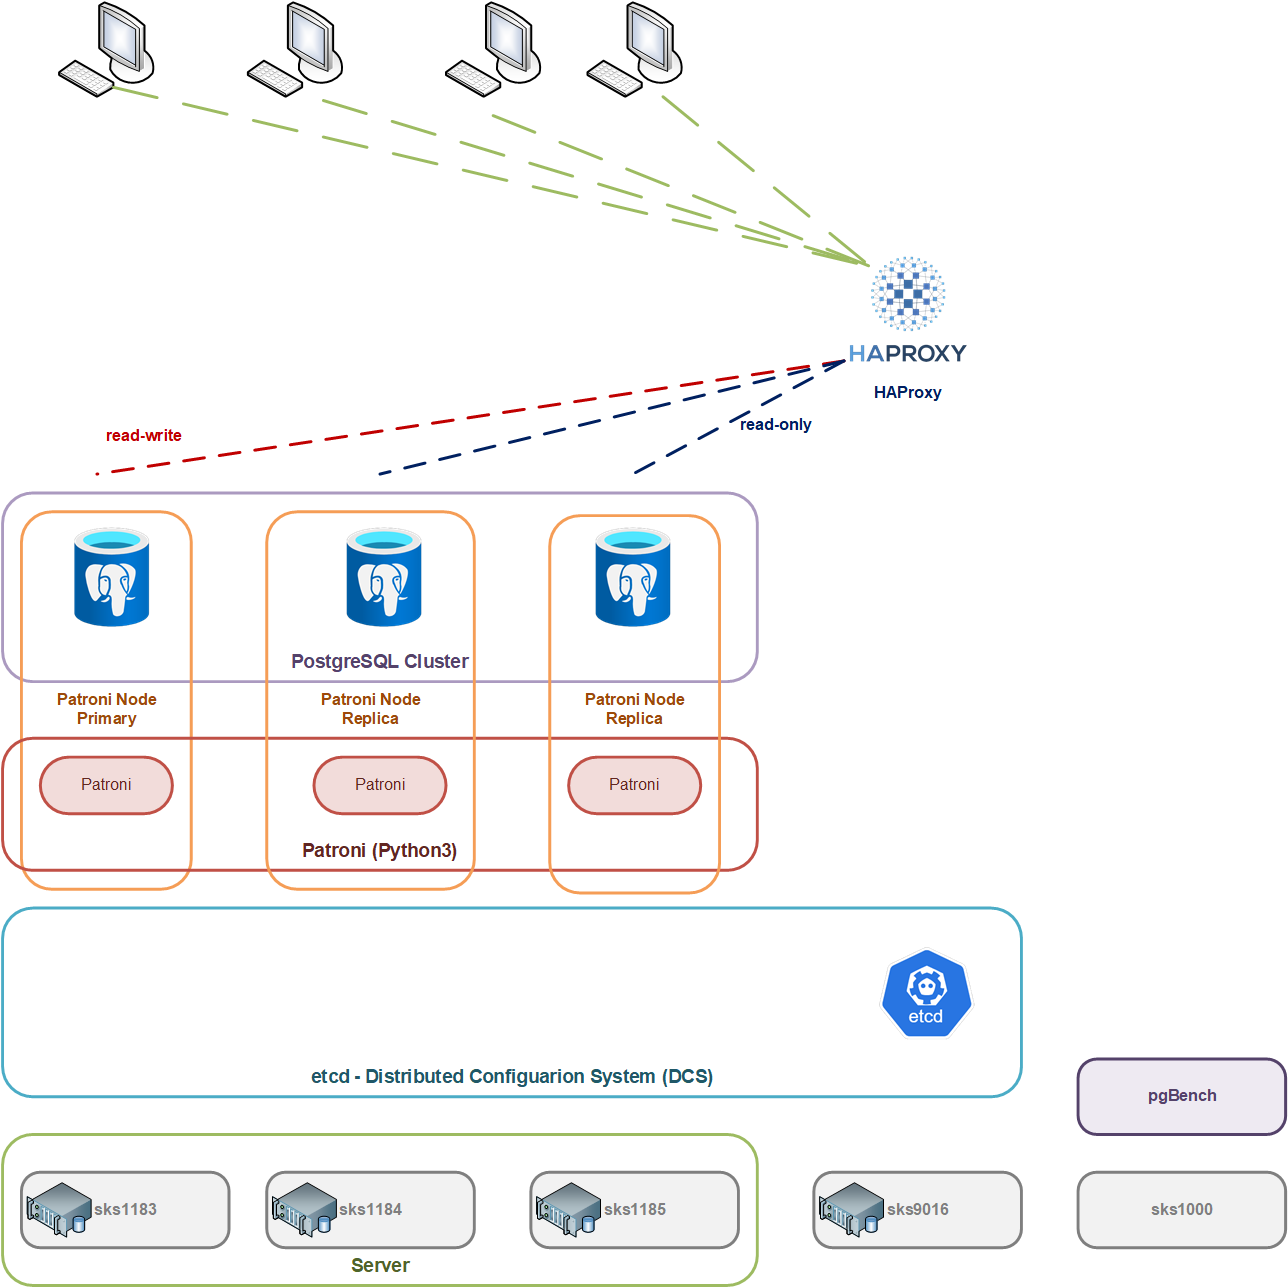 HAPROXY
HAProxy
read-write
read-only
PostgreSQL Cluster
Patroni Node
Primary
Patroni Node
Replica
Patroni Node
Replica
Patroni
Patroni
Patroni
Patroni (Python3)
etcd
etcd - Distributed Configuarion System (DCS)
pgBench
sks1183
sks1184
sks1185
sks9016
sks1000
Server